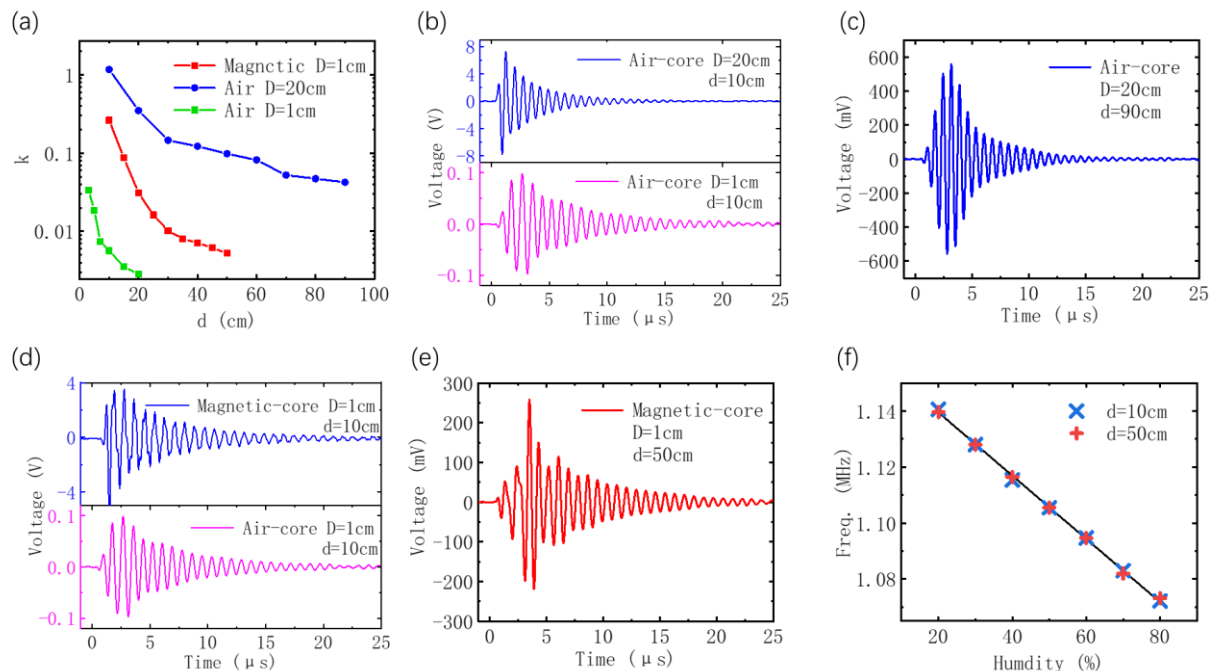 (a)
k
1
0.1
0.01
0 20 40 60 80 100
d (cm)
Magnctic D=1cm
Air D=20cm
Air D=1cm
(b)
Voltage (V)
8
4
0
-4
-8
Air-core D=20cm
d=10cm
0.1
0.0
-0.1
Air-core D=1cm
d=10cm
0 5 10 15 20 25
Time (μs)
(c)
Voltage (mV)
600
400
200
0
-200
-400
-600
Air-core
D=20cm
d=90cm
0 5 10 15 20 25
Time (μs)
(d)
Voltage (V)
4
0
-4
Magnetic-core D=1cm
d=10cm
0.1
0.0
-0.1
Air-core D=1cm
d=10cm
0 5 10 15 20 25
Time (μs)
(e)
Voltage (mV)
300
200
100
0
-100
-200
-300
Magnetic-core
D=1cm
d=50cm
0 5 10 15 20 25
Time (μs)
(f)
Freq. (MHz)
1.14
1.12
1.10
1.08
d=10cm
d=50cm
20 40 60 80
Humdity (%)